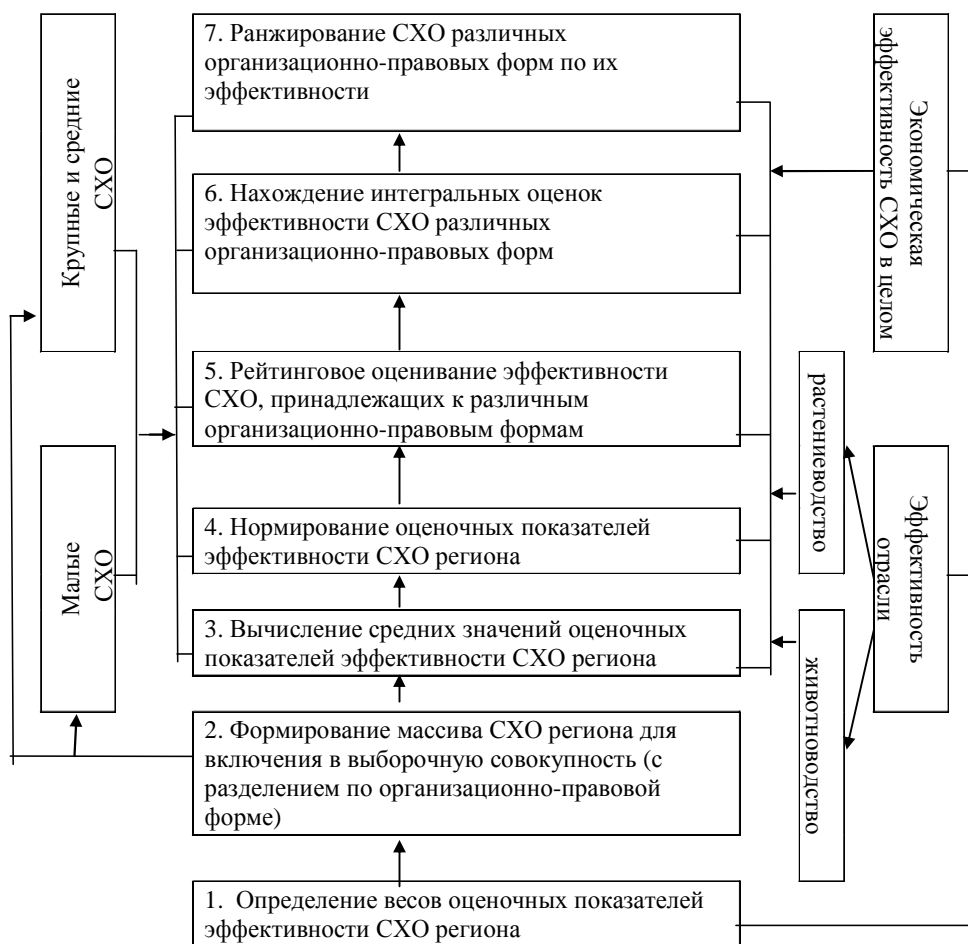 7. Ранжирование СХО различных
организационно-правовых форм по их
эффективности
6. Нахождение интегральных оценок
эффективности СХО различных
организационно-правовых форм
5. Рейтинговое оценивание эффективности
СХО, принадлежащих к различным
организационно-правовым формам
4. Нормирование оценочных показателей
эффективности СХО региона
3. Вычисление средних значений оценочных
показателей эффективности СХО региона
2. Формирование массива СХО региона для
включения в выборочную совокупность (с
разделением по организационно-правовой
форме)
1. Определение весов оценочных показателей
эффективности СХО региона
Крупные и средние
СХО
Малые
СХО
Экономическая
эффективность СХО в целом
растениеводство
животноводство
Эффективность
отрасли